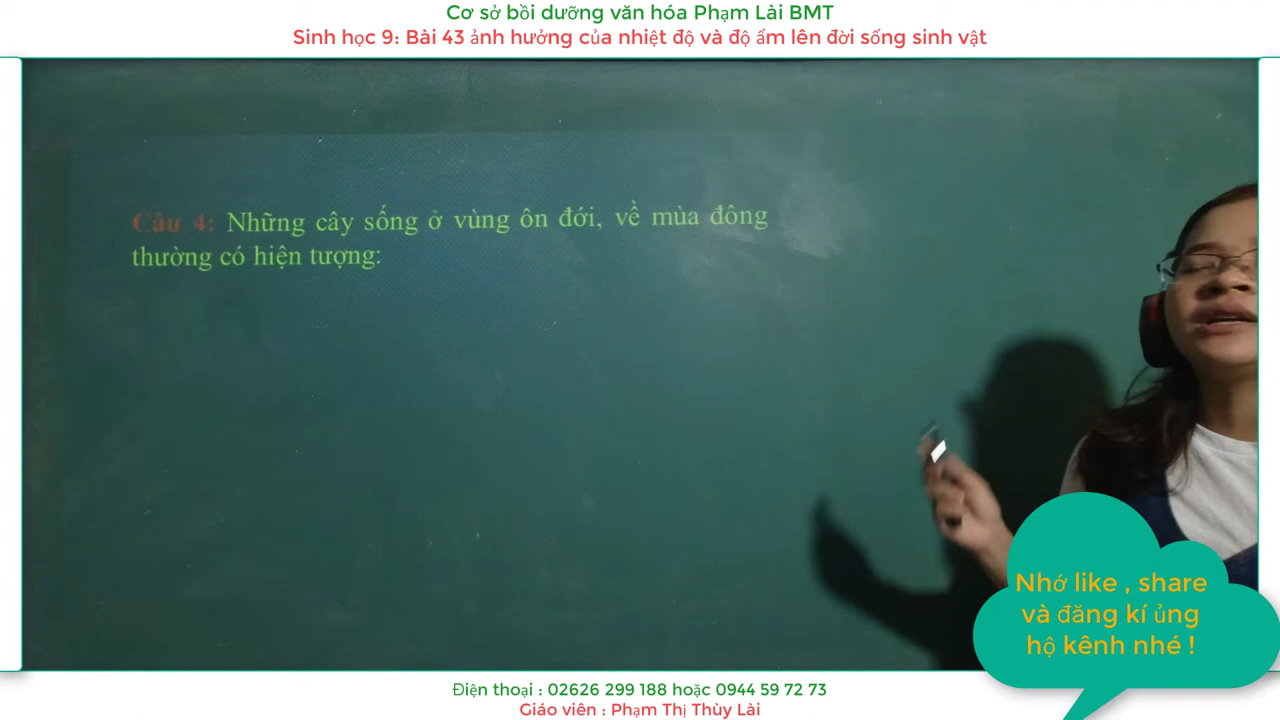 Cơ sở bồi dưỡng văn hóa Phạm Lài BMT
Sinh học 9: Bài 43 ảnh hưởng của nhiệt độ và độ ẩm lên đời sống sinh vật
Câu 4: Những cây sống ở vùng ôn đới, về mùa đông
thường có hiện tượng:
Nhớ like , share
và đăng kí ủng
hộ kênh nhé !
Điện thoại : 02626 299 188 hoặc 0944 59 72 73
Giáo viên : Phạm Thị Thùy Lài